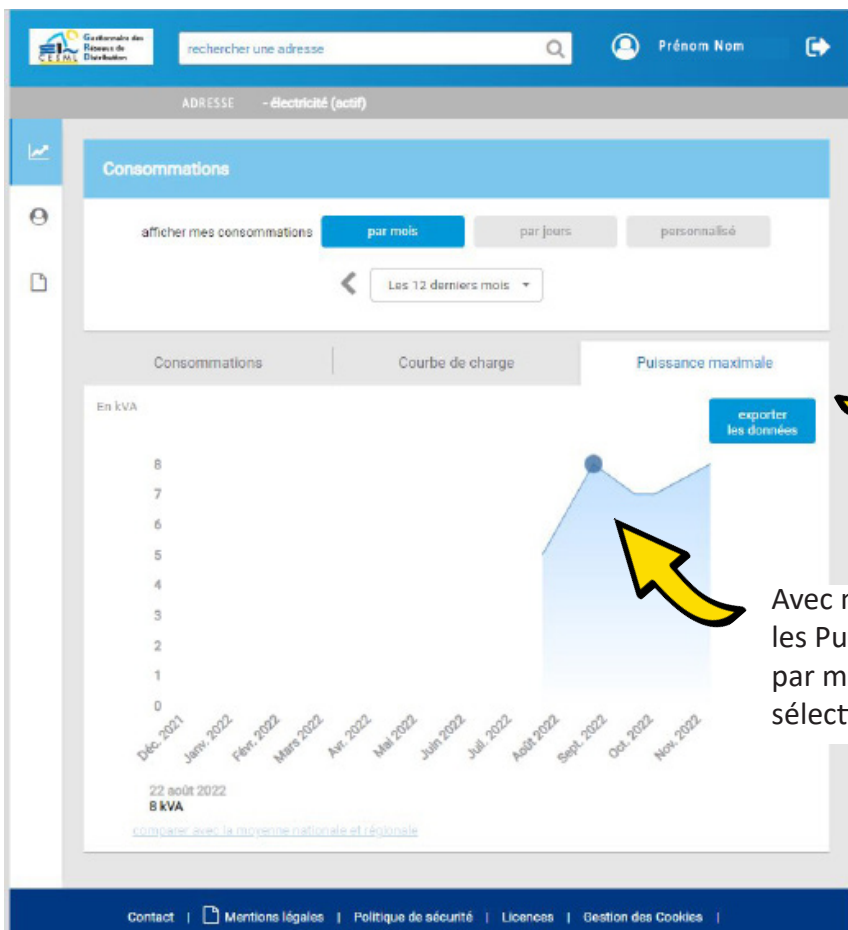 Gestionnaire des
Réseaux de
Distribution
CESML
rechercher une adresse
Prénom Nom
ADRESSE - électricité (actif)
Consommations
afficher mes consommations par mois par jours personnalisé
Les 12 derniers mois
Consommations Courbe de charge Puissance maximale
En kVA
exporter
les données
8
7
6
5
4
3
2
1
0
Déc. 2021 Janv. 2022 Févr. 2022 Mars 2022 Avr. 2022 Mai 2022 Juin 2022 Juil. 2022 Août 2022 Sept. 2022 Oct. 2022 Nov. 2022
22 août 2022
8 kVA
comparer avec la moyenne nationale et régionale
Avec
les Pu
par m
sélect
Contact | Mentions légales | Politique de sécurité | Licences | Gestion des Cookies |